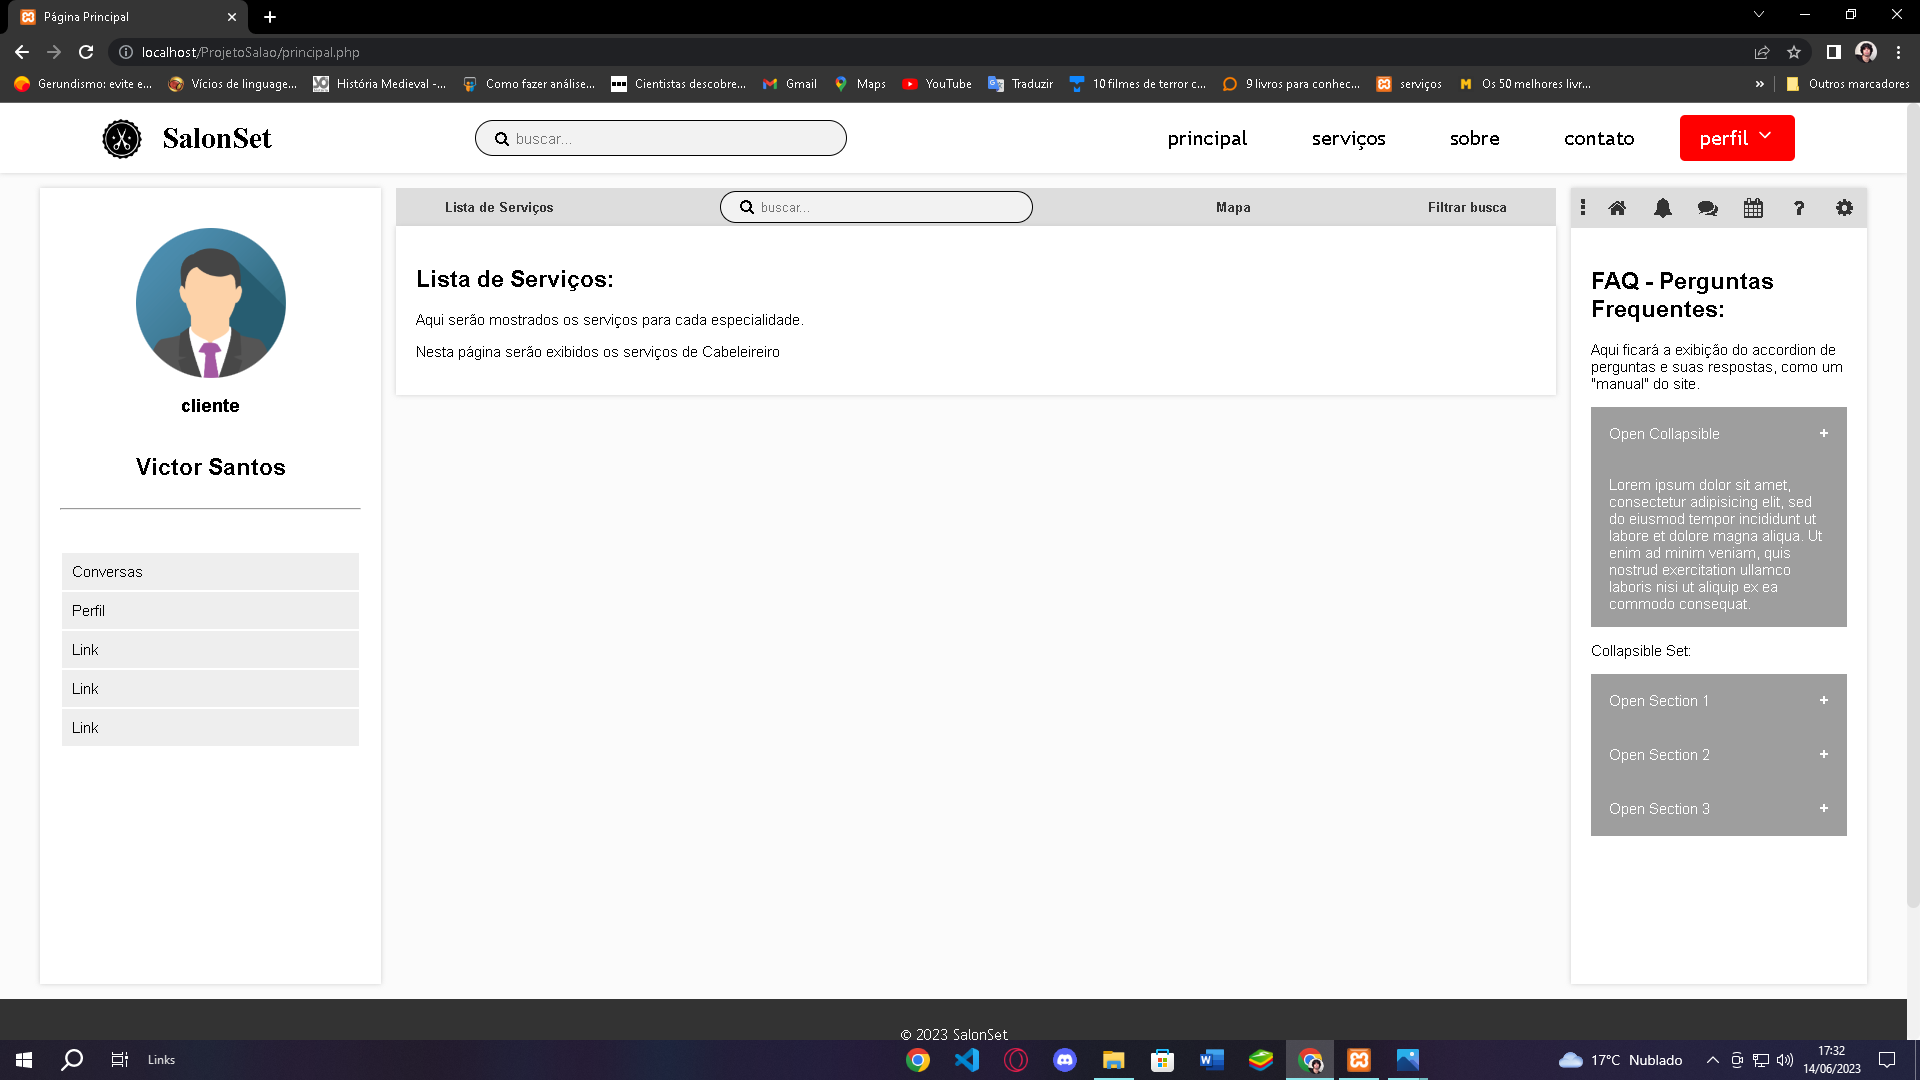 Página Principal
localhost/ProjetoSalao/principal.php
Gerundismo: evite e...
Vícios de linguage...
História Medieval -...
Como fazer análise...
Cientistas descobre...
Gmail
Maps
YouTube
Traduzir
10 filmes de terror c...
9 livros para conhec...
serviços
Os 50 melhores livr...
»
Outros marcadores
SalonSet
buscar...
principal
serviços
sobre
contato
perfil
cliente
Victor Santos
Conversas
Perfil
Link
Link
Link
Lista de Serviços
buscar...
Mapa
Filtrar busca
Lista de Serviços:
Aqui serão mostrados os serviços para cada especialidade.
Nesta página serão exibidos os serviços de Cabeleireiro
FAQ - Perguntas
Frequentes:
Aqui ficará a exibição do accordion de
perguntas e suas respostas, como um
"manual" do site.
Open Collapsible +
Lorem ipsum dolor sit amet,
consectetur adipisicing elit, sed
do eiusmod tempor incididunt ut
labore et dolore magna aliqua. Ut
enim ad minim veniam, quis
nostrud exercitation ullamco
laboris nisi ut aliquip ex ea
commodo consequat.
Collapsible Set:
Open Section 1 +
Open Section 2 +
Open Section 3 +
© 2023 SalonSet
Links
17°C Nublado
17:32
14/06/2023